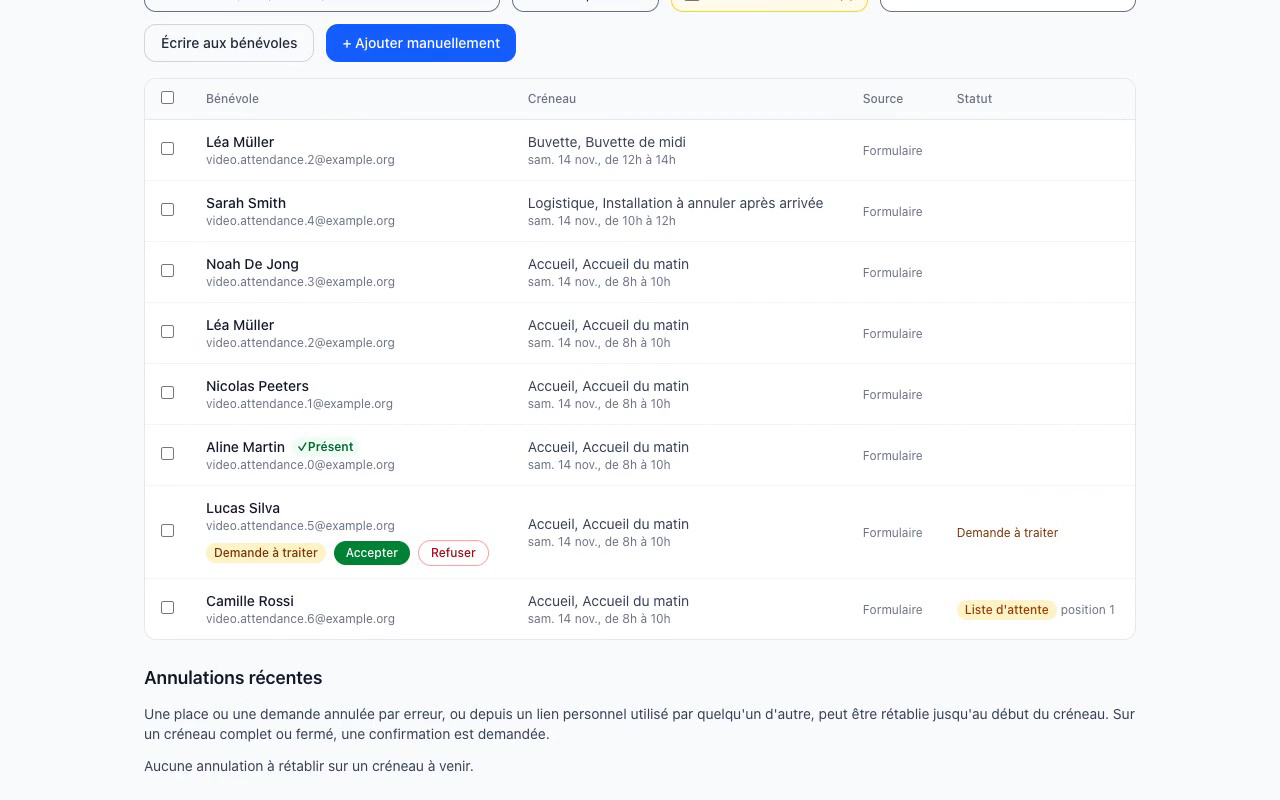 Écrire aux bénévoles
+ Ajouter manuellement
Bénévole Créneau Source Statut
Léa Müller
video.attendance.2@example.org
Buvette, Buvette de midi
sam. 14 nov., de 12h à 14h
Formulaire
Sarah Smith
video.attendance.4@example.org
Logistique, Installation à annuler après arrivée
sam. 14 nov., de 10h à 12h
Formulaire
Noah De Jong
video.attendance.3@example.org
Accueil, Accueil du matin
sam. 14 nov., de 8h à 10h
Formulaire
Léa Müller
video.attendance.2@example.org
Accueil, Accueil du matin
sam. 14 nov., de 8h à 10h
Formulaire
Nicolas Peeters
video.attendance.1@example.org
Accueil, Accueil du matin
sam. 14 nov., de 8h à 10h
Formulaire
Aline Martin ✓Présent
video.attendance.0@example.org
Accueil, Accueil du matin
sam. 14 nov., de 8h à 10h
Formulaire
Lucas Silva
video.attendance.5@example.org
Demande à traiter Accepter Refuser
Accueil, Accueil du matin
sam. 14 nov., de 8h à 10h
Formulaire
Demande à traiter
Camille Rossi
video.attendance.6@example.org
Accueil, Accueil du matin
sam. 14 nov., de 8h à 10h
Formulaire
Liste d'attente position 1
Annulations récentes
Une place ou une demande annulée par erreur, ou depuis un lien personnel utilisé par quelqu'un d'autre, peut être rétablie jusqu'au début du créneau. Sur
un créneau complet ou fermé, une confirmation est demandée.
Aucune annulation à rétablir sur un créneau à venir.